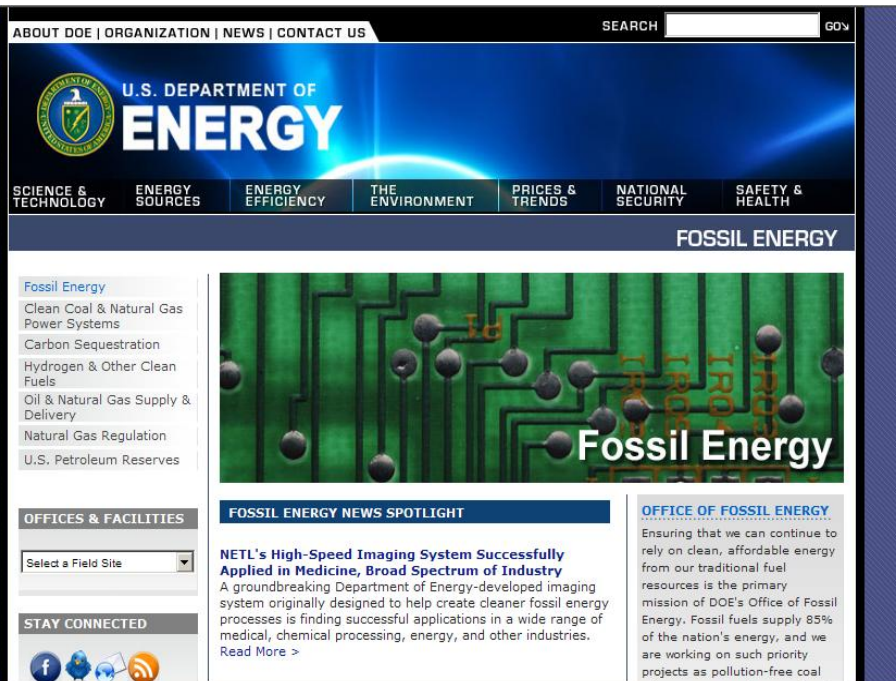 ABOUT DOE | ORGANIZATION | NEWS | CONTACT US
SEARCH
GO
U.S. DEPARTMENT OF
ENERGY
SCIENCE &
TECHNOLOGY
ENERGY
SOURCES
ENERGY
EFFICIENCY
THE
ENVIRONMENT
PRICES &
TRENDS
NATIONAL
SECURITY
SAFETY &
HEALTH
FOSSIL ENERGY
Fossil Energy
Clean Coal & Natural Gas
Power Systems
Carbon Sequestration
Hydrogen & Other Clean
Fuels
Oil & Natural Gas Supply &
Delivery
Natural Gas Regulation
U.S. Petroleum Reserves
Fossil Energy
OFFICES & FACILITIES
Select a Field Site
STAY CONNECTED
FOSSIL ENERGY NEWS SPOTLIGHT
NETL's High-Speed Imaging System Successfully
Applied in Medicine, Broad Spectrum of Industry
A groundbreaking Department of Energy-developed imaging
system originally designed to help create cleaner fossil energy
processes is finding successful applications in a wide range of
medical, chemical processing, energy, and other industries.
Read More >
OFFICE OF FOSSIL ENERGY
Ensuring that we can continue to
rely on clean, affordable energy
from our traditional fuel
resources is the primary
mission of DOE's Office of Fossil
Energy. Fossil fuels supply 85%
of the nation's energy, and we
are working on such priority
projects as pollution-free coal